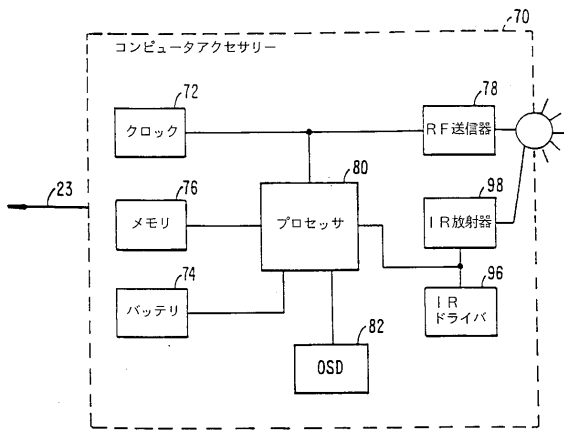 70
コンピュータアクセサリー
72
クロック
78
RF送信器
23
76
メモリ
80
プロセッサ
98
IR放射器
74
バッテリ
96
IR
ドライバ
82
OSD